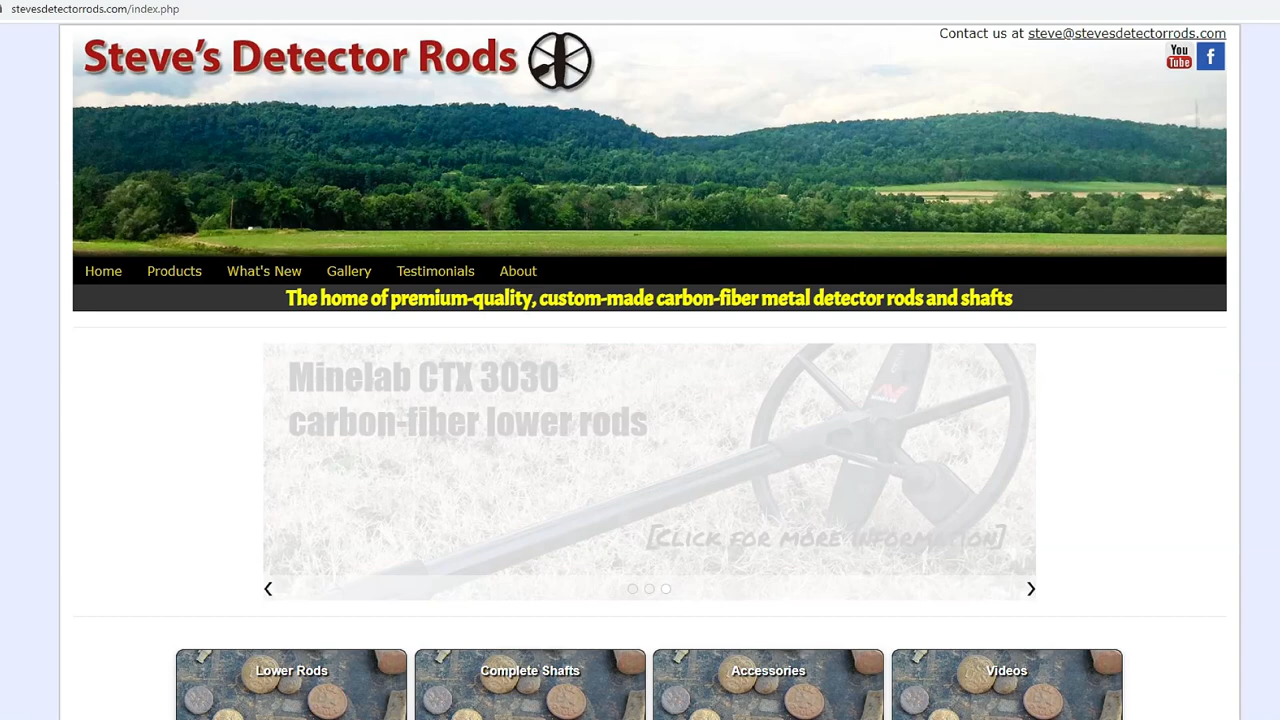 stevesdetectorrods.com/index.php
Steve's Detector Rods
Contact us at steve@stevesdetectorrods.com
You
Tube
f
Home Products What's New Gallery Testimonials About
The home of premium-quality, custom-made carbon-fiber metal detector rods and shafts
Minelab CTX 3030
carbon-fiber lower rods
[Click for more information]
Lower Rods Complete Shafts Accessories Videos